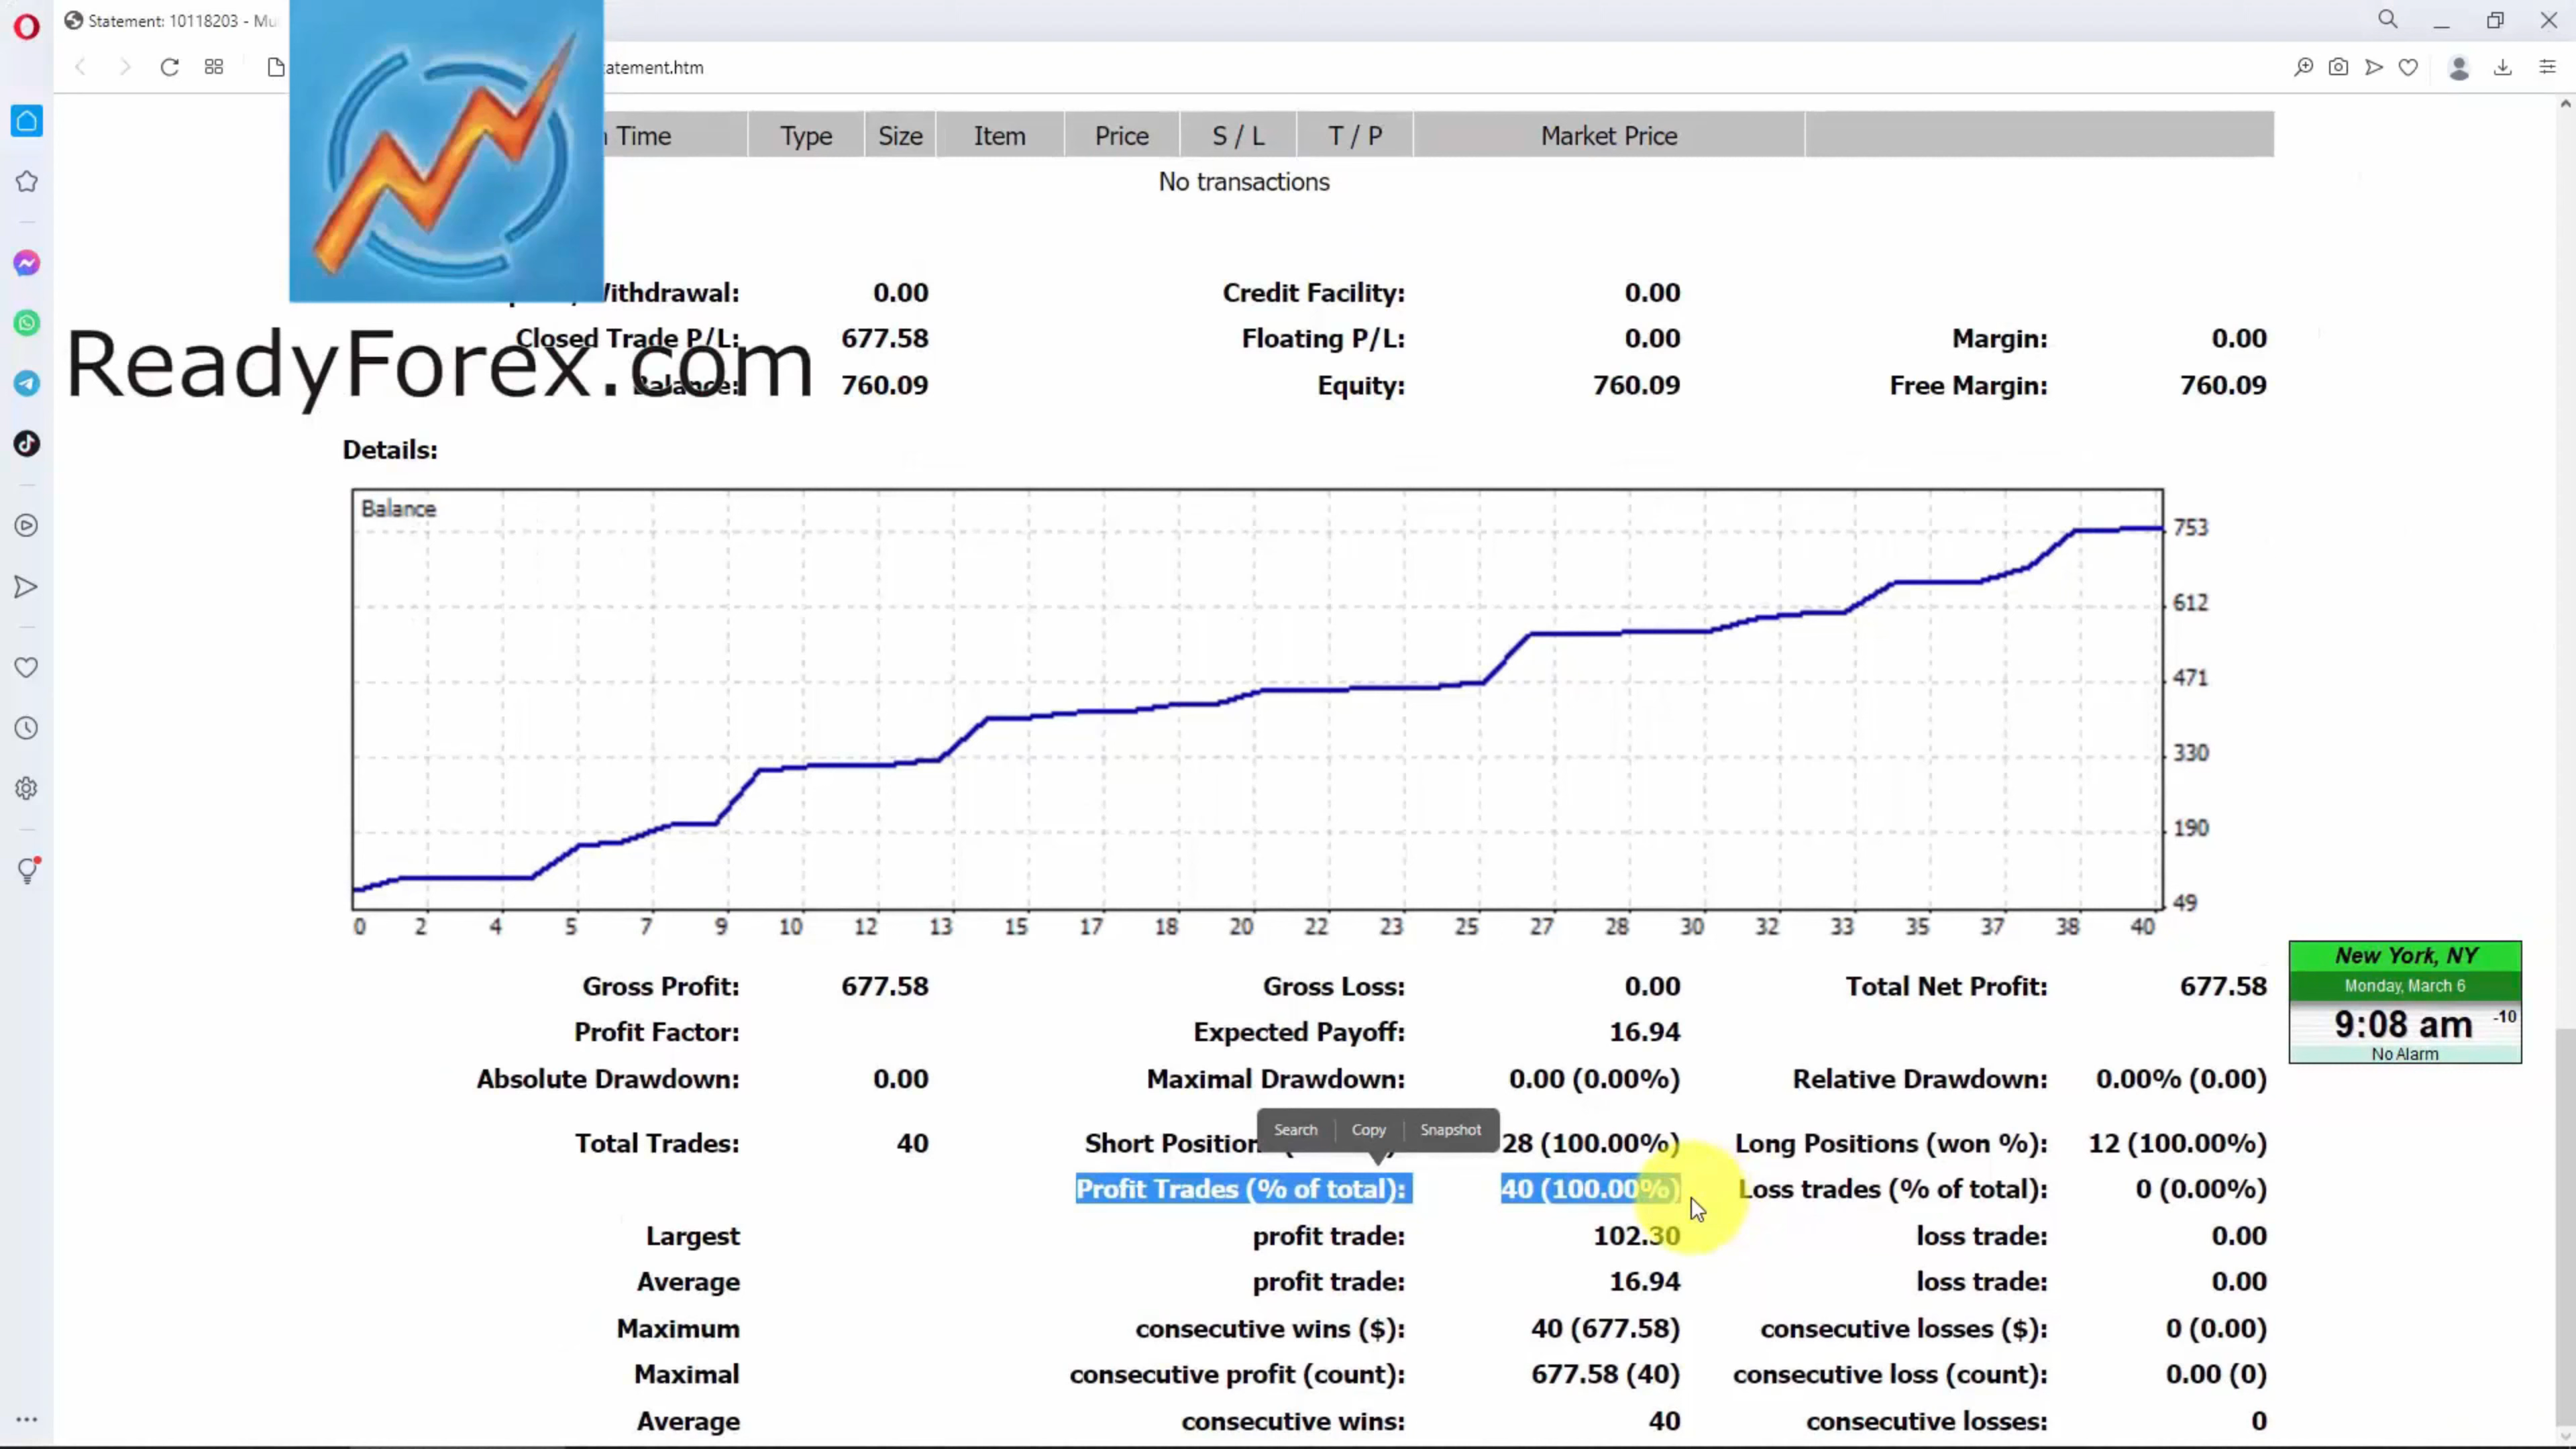 Statement: 10118203 - Mu
atement.htm
Time Type Size Item Price S / L T / P Market Price
No transactions
Withdrawal: 0.00 Credit Facility: 0.00
Closed Trade P/L: 677.58 Floating P/L: 0.00 Margin: 0.00
ReadyForex.com
Balance: 760.09 Equity: 760.09 Free Margin: 760.09
Details:
Balance
753
612
471
330
190
49
0 2 4 5 7 9 10 12 13 15 17 18 20 22 23 25 27 28 30 32 33 35 37 38 40
New York, NY
Monday, March 6
9:08 am -10
No Alarm
Gross Profit: 677.58 Gross Loss: 0.00 Total Net Profit: 677.58
Profit Factor: Expected Payoff: 16.94
Absolute Drawdown: 0.00 Maximal Drawdown: 0.00 (0.00%) Relative Drawdown: 0.00% (0.00)
Search Copy Snapshot
Total Trades: 40 Short Position 28 (100.00%) Long Positions (won %): 12 (100.00%)
Profit Trades (% of total): 40 (100.00%) Loss trades (% of total): 0 (0.00%)
Largest profit trade: 102.30 loss trade: 0.00
Average profit trade: 16.94 loss trade: 0.00
Maximum consecutive wins ($): 40 (677.58) consecutive losses ($): 0 (0.00)
Maximal consecutive profit (count): 677.58 (40) consecutive loss (count): 0.00 (0)
Average consecutive wins: 40 consecutive losses: 0